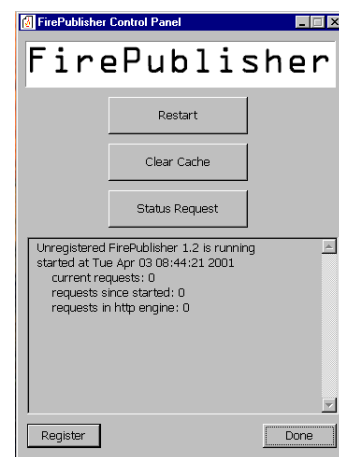 FirePublisher Control Panel
FirePublisher
Restart
Clear Cache
Status Request
Unregistered FirePublisher 1.2 is running
started at Tue Apr 03 08:44:21 2001
current requests: 0
requests since started: 0
requests in http engine: 0
Register
Done